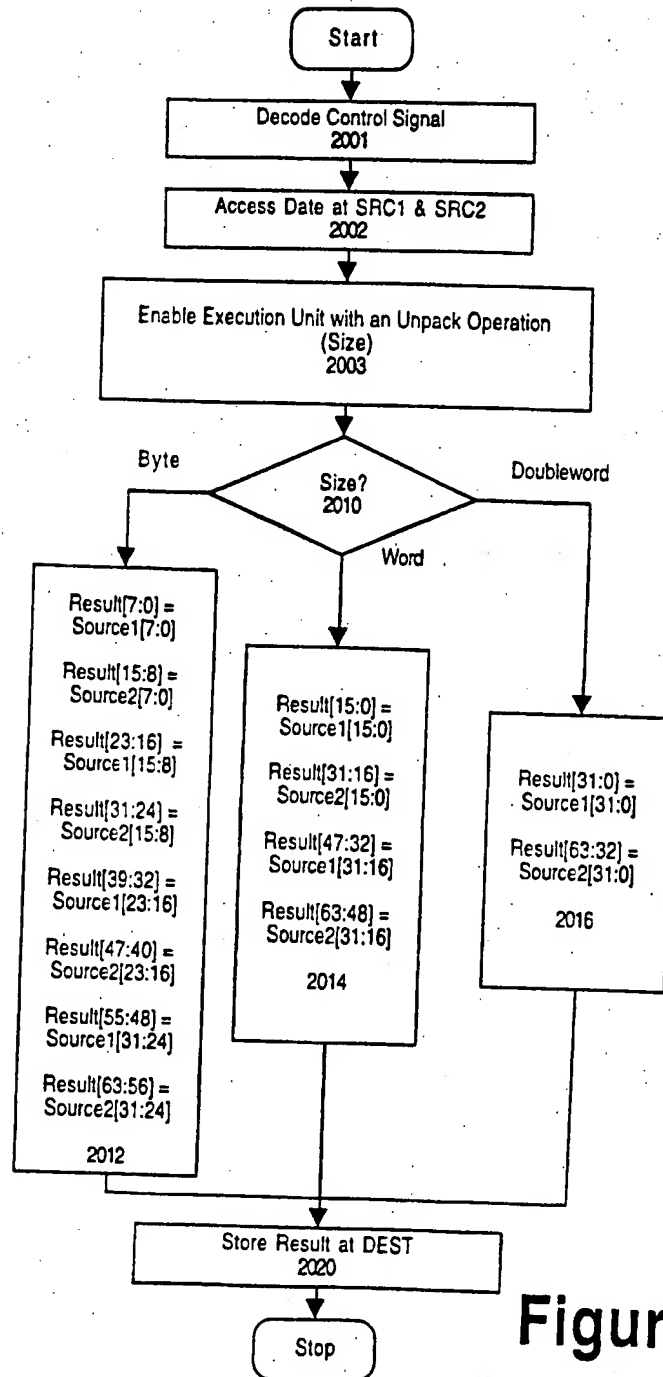 Start
Decode Control Signal
2001
Access Date at SRC1 & SRC2
2002
Enable Execution Unit with an Unpack Operation
(Size)
2003
Byte
Size?
2010
Doubleword
Word
Result[7:0] =
Source1[7:0]
Result[15:8] =
Source2[7:0]
Result[23:16] =
Source1[15:8]
Result[31:24] =
Source2[15:8]
Result[39:32] =
Source1[23:16]
Result[47:40] =
Source2[23:16]
Result[55:48] =
Source1[31:24]
Result[63:56] =
Source2[31:24]
2012
Result[15:0] =
Source1[15:0]
Result[31:16] =
Source2[15:0]
Result[47:32] =
Source1[31:16]
Result[63:48] =
Source2[31:16]
2014
Result[31:0] =
Source1[31:0]
Result[63:32] =
Source2[31:0]
2016
Store Result at DEST
2020
Stop
Figur